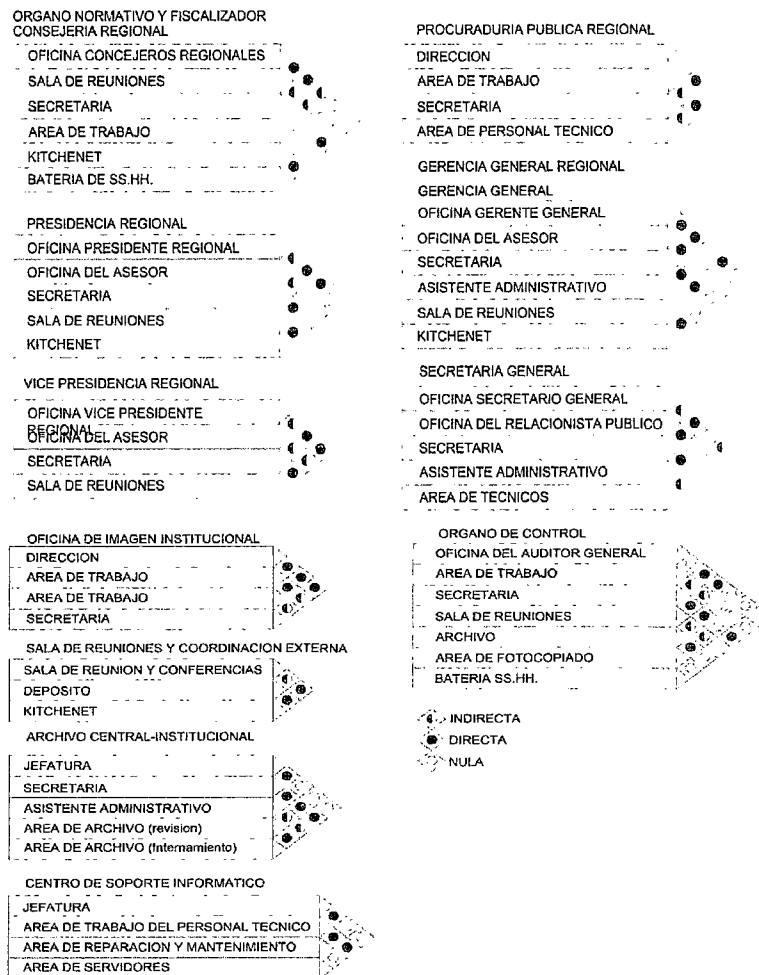 ORGANO NORMATIVO Y FISCALIZADOR
CONSEJERIA REGIONAL
OFICINA CONCEJEROS REGIONALES
SALA DE REUNIONES
SECRETARIA
AREA DE TRABAJO
KITCHENET
BATERIA DE SS.HH.
PRESIDENCIA REGIONAL
OFICINA PRESIDENTE REGIONAL
OFICINA DEL ASESOR
SECRETARIA
SALA DE REUNIONES
KITCHENET
VICE PRESIDENCIA REGIONAL
OFICINA VICE PRESIDENTE
REGIONAL
OFICINA DEL ASESOR
SECRETARIA
SALA DE REUNIONES
OFICINA DE IMAGEN INSTITUCIONAL
DIRECCION
AREA DE TRABAJO
AREA DE TRABAJO
SECRETARIA
SALA DE REUNIONES Y COORDINACION EXTERNA
SALA DE REUNION Y CONFERENCIAS
DEPOSITO
KITCHENET
ARCHIVO CENTRAL-INSTITUCIONAL
JEFATURA
SECRETARIA
ASISTENTE ADMINISTRATIVO
AREA DE ARCHIVO (revision)
AREA DE ARCHIVO (Internamiento)
CENTRO DE SOPORTE INFORMATICO
JEFATURA
AREA DE TRABAJO DEL PERSONAL TECNICO
AREA DE REPARACION Y MANTENIMIENTO
AREA DE SERVIDORES
PROCURADURIA PUBLICA REGIONAL
DIRECCION
AREA DE TRABAJO
SECRETARIA
AREA DE PERSONAL TECNICO
GERENCIA GENERAL REGIONAL
GERENCIA GENERAL
OFICINA GERENTE GENERAL
OFICINA DEL ASESOR
SECRETARIA
ASISTENTE ADMINISTRATIVO
SALA DE REUNIONES
KITCHENET
SECRETARIA GENERAL
OFICINA SECRETARIO GENERAL
OFICINA DEL RELACIONISTA PUBLICO
SECRETARIA
ASISTENTE ADMINISTRATIVO
AREA DE TECNICOS
ORGANO DE CONTROL
OFICINA DEL AUDITOR GENERAL
AREA DE TRABAJO
SECRETARIA
SALA DE REUNIONES
ARCHIVO
AREA DE FOTOCOPIADO
BATERIA SS.HH.
INDIRECTA
DIRECTA
NULA